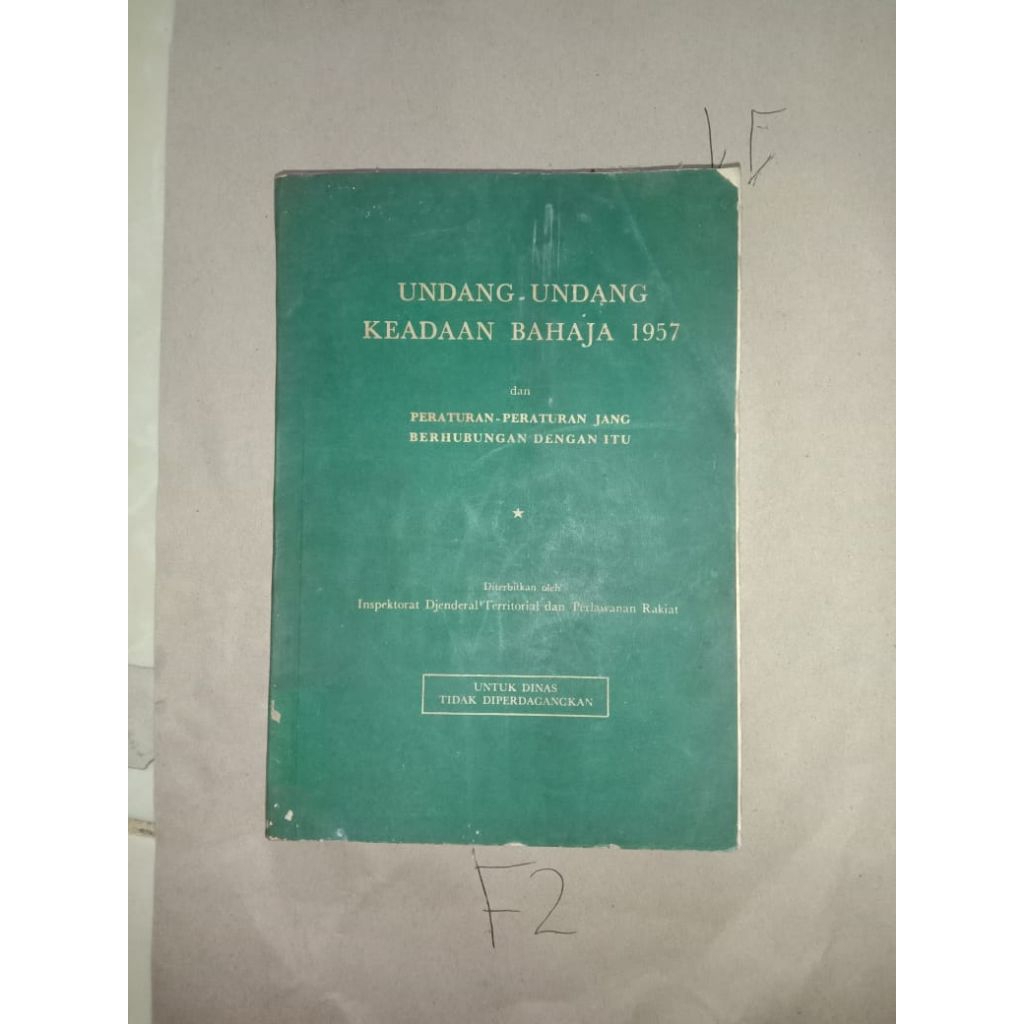 UNDANG-UNDANG
KEADAAN BAHAJA 1957
dan
PERATURAN-PERATURAN JANG
BERHUBUNGAN DENGAN ITU
Diterbitkan oleh
Inspektorat Djenderal Territorial dan Perlawanan Rakiat
UNTUK DINAS
TIDAK DIPERDAGANGKAN
F2